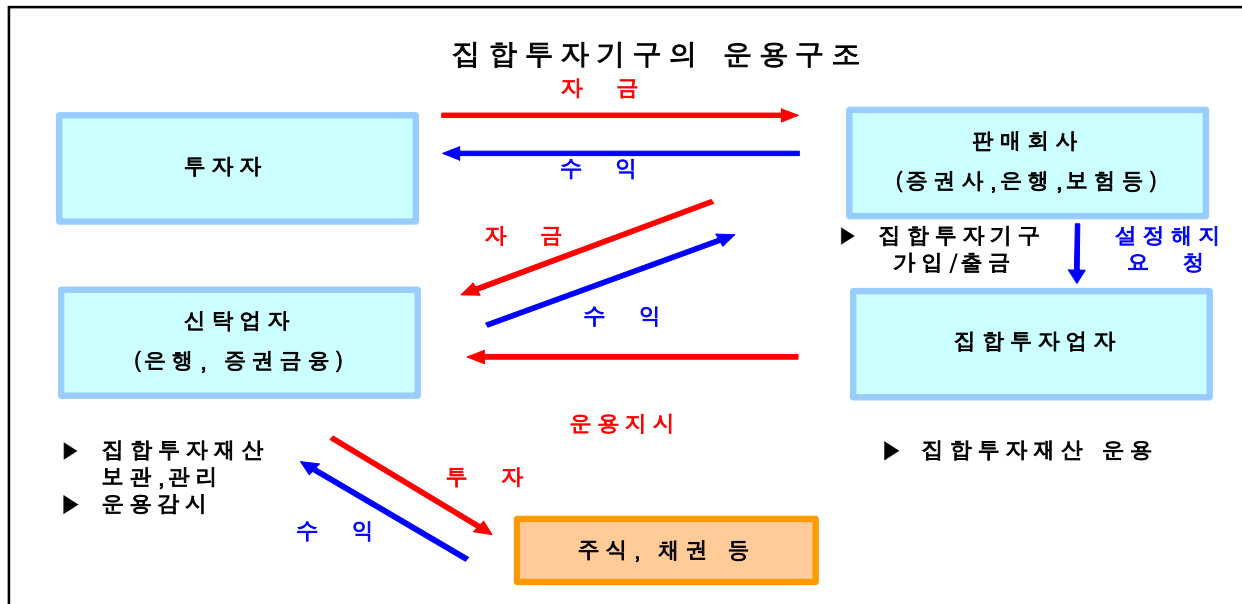 집합투자기구의 운용구조
자 금
투자자
수 익
판매회사
(증권사,은행,보험등)
자 금
▶ 집합투자기구
가입/출금
설정해지
요 청
신탁업자
(은행, 증권금융)
수 익
집합투자업자
운용지시
▶ 집합투자재산
보관,관리
▶ 운용감시
▶ 집합투자재산 운용
투 자
수 익
주식, 채권 등